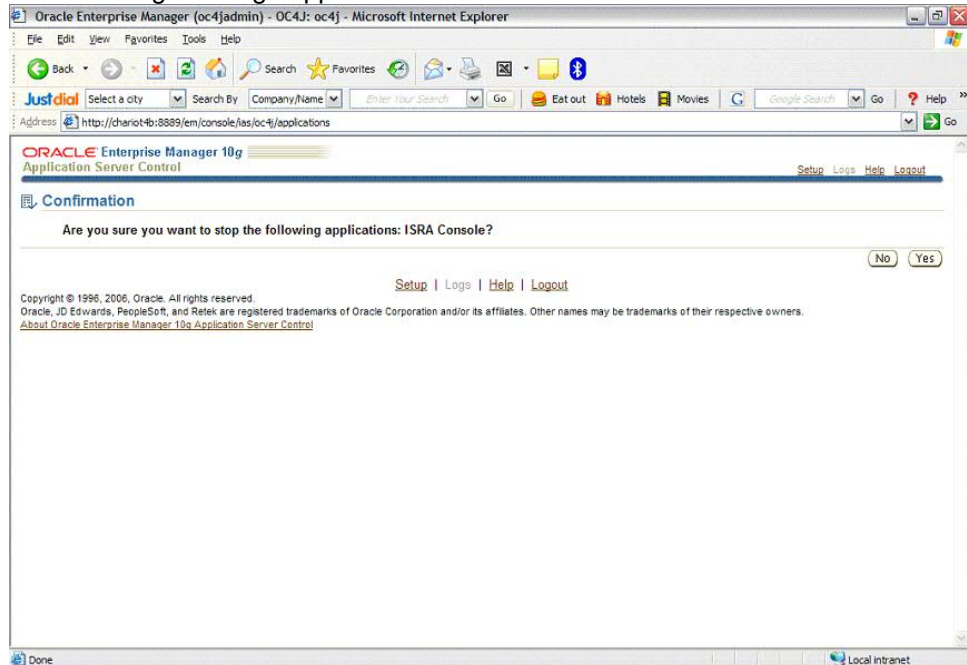 Oracle Enterprise Manager (oc4jadmin) - OC4J: oc4j - Microsoft Internet Explorer
File Edit View Favorites Tools Help
Back Search Favorites
Justdial Select a city Search By Company/Name Enter Your Search Go Eat out Hotels Movies G Google Search Go ? Help »
Address http://chariot4b:8889/em/console/ias/oc4j/applications Go
ORACLE Enterprise Manager 10g
Application Server Control
Setup Logs Help Logout
Confirmation
Are you sure you want to stop the following applications: ISRA Console?
No Yes
Setup | Logs | Help | Logout
Copyright © 1996, 2006, Oracle. All rights reserved.
Oracle, JD Edwards, PeopleSoft, and Retek are registered trademarks of Oracle Corporation and/or its affiliates. Other names may be trademarks of their respective owners.
About Oracle Enterprise Manager 10g Application Server Control
Done Local intranet